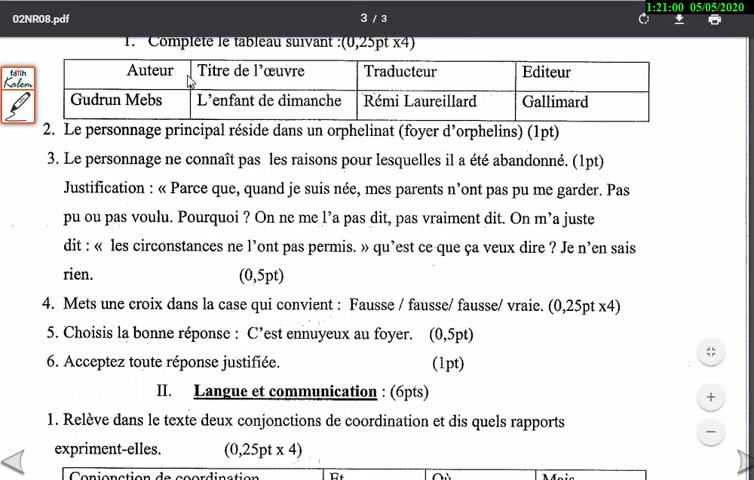 1:21:00 05/05/2020
02NR08.pdf
3 / 3
1. Complète le tableau suivant :(0,25pt x4)
fatih
Kalem
Auteur Titre de l'œuvre Traducteur Editeur
Gudrun Mebs L'enfant de dimanche Rémi Laureillard Gallimard
2. Le personnage principal réside dans un orphelinat (foyer d'orphelins) (1pt)
3. Le personnage ne connaît pas les raisons pour lesquelles il a été abandonné. (1pt)
Justification : « Parce que, quand je suis née, mes parents n'ont pas pu me garder. Pas
pu ou pas voulu. Pourquoi ? On ne me l'a pas dit, pas vraiment dit. On m'a juste
dit : « les circonstances ne l'ont pas permis. » qu'est ce que ça veux dire ? Je n'en sais
rien. (0,5pt)
4. Mets une croix dans la case qui convient : Fausse / fausse/ fausse/ vraie. (0,25pt x4)
5. Choisis la bonne réponse : C'est ennuyeux au foyer. (0,5pt)
6. Acceptez toute réponse justifiée. (1pt)
II. Langue et communication : (6pts)
1. Relève dans le texte deux conjonctions de coordination et dis quels rapports
expriment-elles. (0,25pt x 4)
Conjonction de coordination Et Où Mais